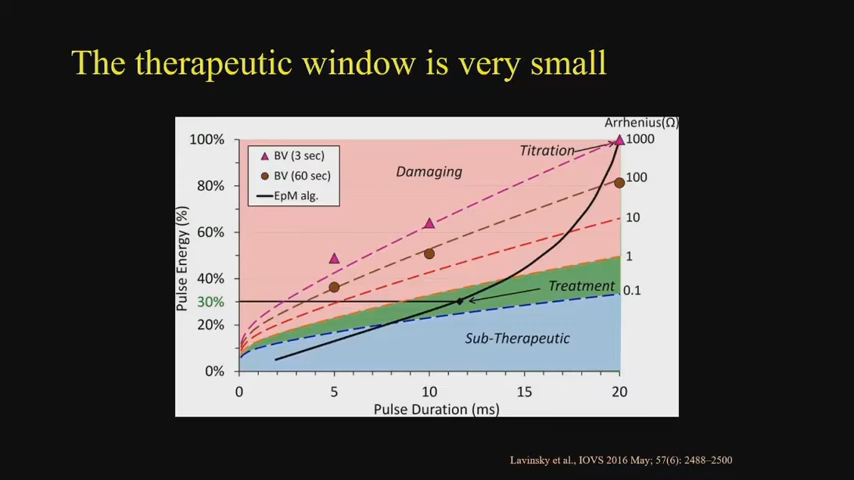 The therapeutic window is very small
Arrhenius(Ω)
100%
80%
60%
40%
30%
20%
0%
Pulse Energy (%)
BV (3 sec)
BV (60 sec)
EpM alg.
Titration
Damaging
Treatment
Sub-Therapeutic
1000
100
10
1
0.1
0
5
10
15
20
Pulse Duration (ms)
Lavinsky et al., IOVS 2016 May; 57(6): 2488–2500